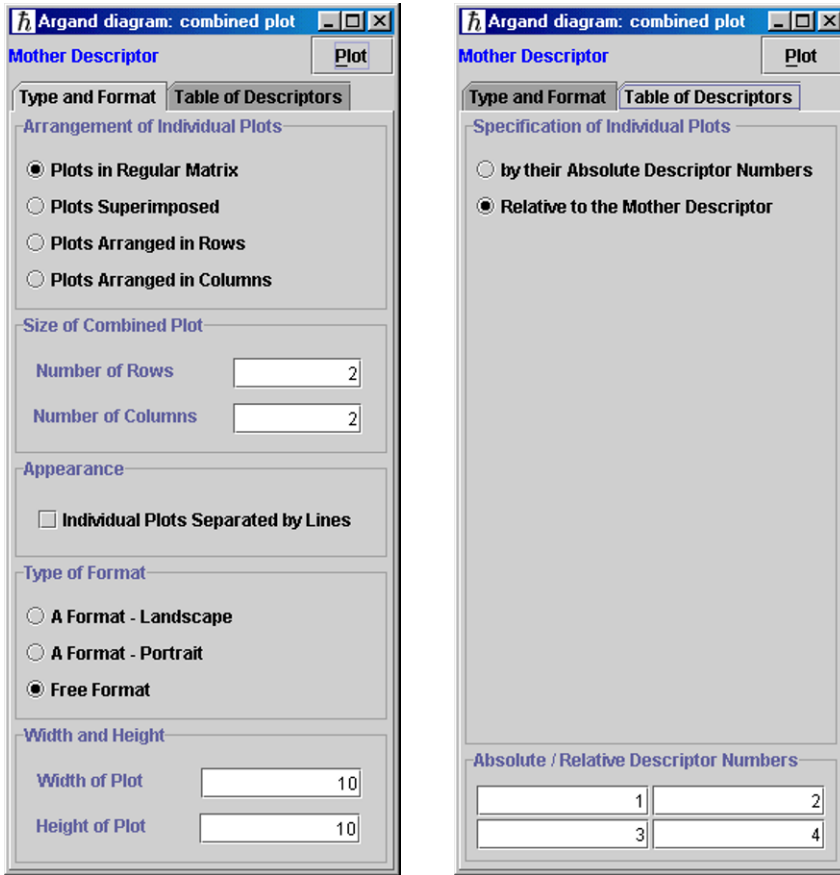 ℏ Argand diagram: combined plot
Mother Descriptor Plot
Type and Format Table of Descriptors
Arrangement of Individual Plots
Plots in Regular Matrix
Plots Superimposed
Plots Arranged in Rows
Plots Arranged in Columns
Size of Combined Plot
Number of Rows 2
Number of Columns 2
Appearance
Individual Plots Separated by Lines
Type of Format
A Format - Landscape
A Format - Portrait
Free Format
Width and Height
Width of Plot 10
Height of Plot 10
ℏ Argand diagram: combined plot
Mother Descriptor Plot
Type and Format Table of Descriptors
Specification of Individual Plots
by their Absolute Descriptor Numbers
Relative to the Mother Descriptor
Absolute / Relative Descriptor Numbers
1 2
3 4